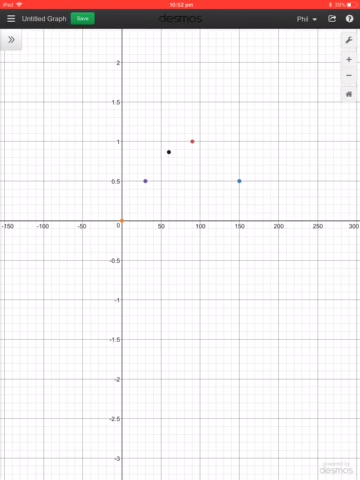 iPad 10:52 pm 39%
Untitled Graph Save desmos Phil ?
2
1.5
1
0.5
-150 -100 -50 0 50 100 150 200 250 300
-0.5
-1
-1.5
-2
-2.5
-3
powered by
desmos